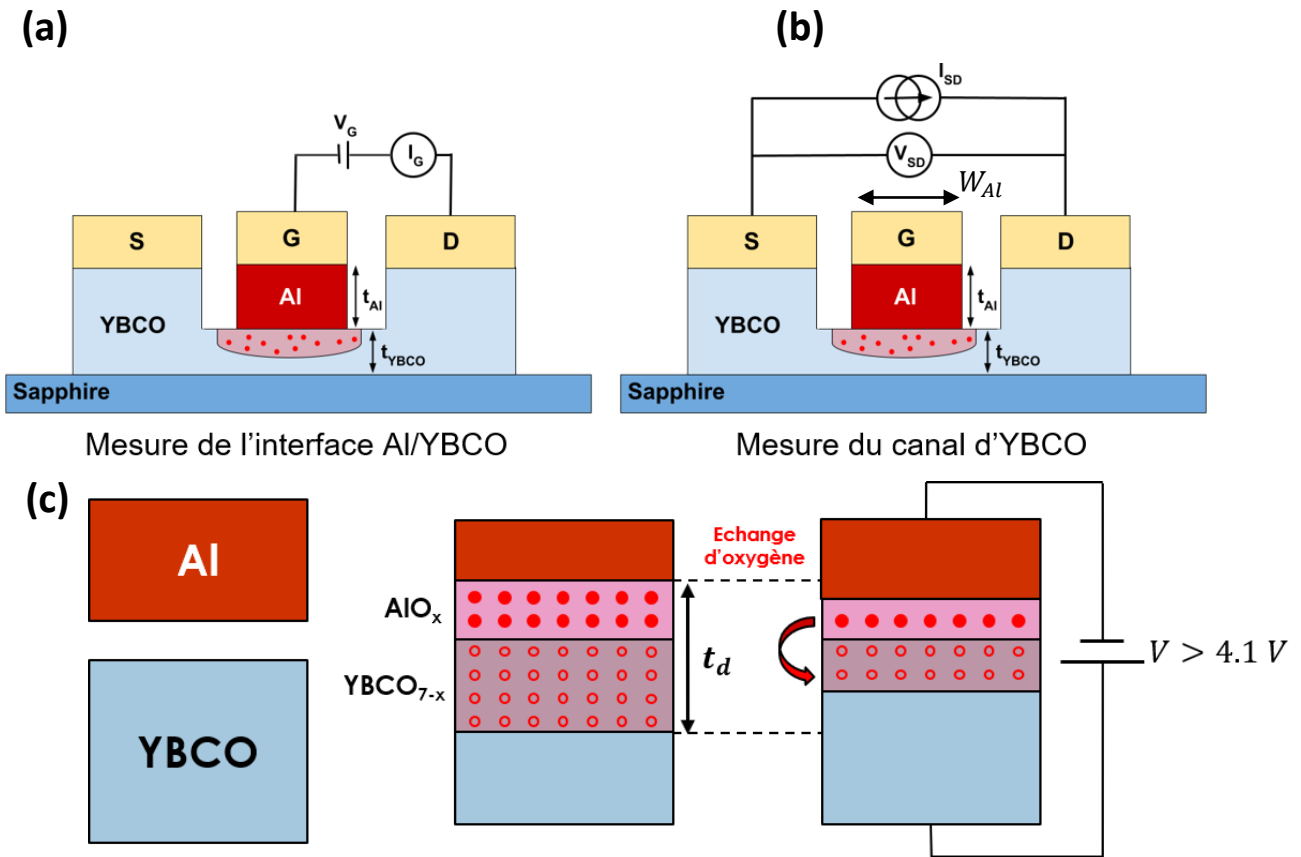 (a)
V_G
I_G
S
G
D
Al
t_Al
YBCO
t_YBCO
Sapphire
Mesure de l'interface Al/YBCO
(b)
I_SD
V_SD
W_Al
S
G
D
Al
t_Al
YBCO
t_YBCO
Sapphire
Mesure du canal d'YBCO
(c)
Al
YBCO
AlO_x
YBCO_7-x
Echange
d'oxygène
t_d
V > 4.1 V